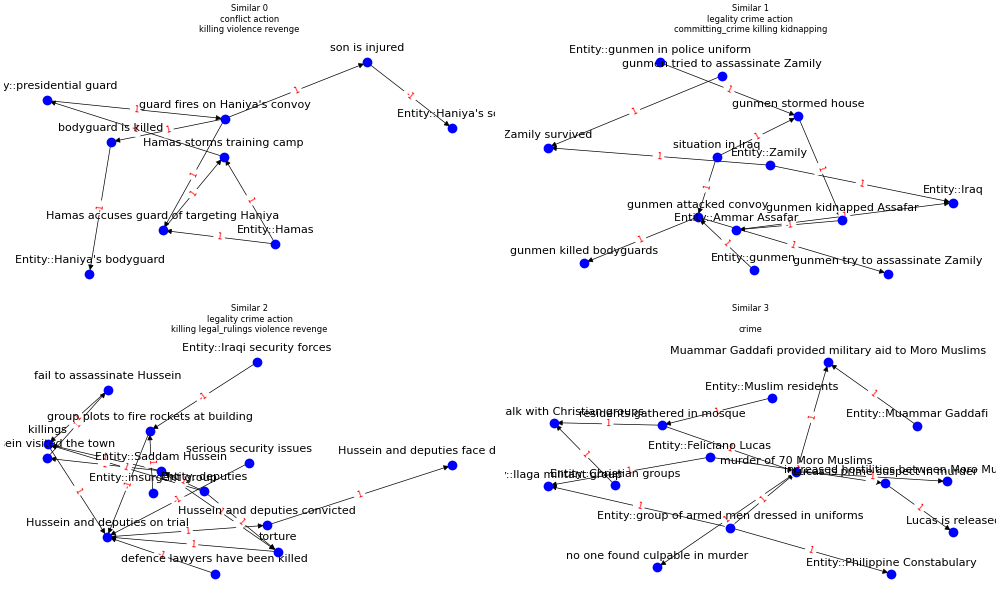 Similar 0
conflict action
killing violence revenge
son is injured
y::presidential guard
guard fires on Haniya's convoy
Entity::Haniya's s
bodyguard is killed
Hamas storms training camp
Hamas accuses guard of targeting Haniya
Entity::Hamas
Entity::Haniya's bodyguard
Similar 1
legality crime action
committing_crime killing kidnapping
Entity::gunmen in police uniform
gunmen tried to assassinate Zamily
gunmen stormed house
Zamily survived
situation in Iraq
Entity::Zamily
Entity::Iraq
gunmen attacked convoy
gunmen kidnapped Assafar
Entity::Ammar Assafar
gunmen killed bodyguards
Entity::gunmen
gunmen try to assassinate Zamily
Similar 2
legality crime action
killing legal_rulings violence revenge
Entity::Iraqi security forces
fail to assassinate Hussein
group plots to fire rockets at building
killings
ein visited the town
serious security issues
Entity::Saddam Hussein
Hussein and deputies face d
Entity::insurgent group
Entity::deputies
Hussein and deputies convicted
Hussein and deputies on trial
torture
defence lawyers have been killed
Similar 3
crime
Muammar Gaddafi provided military aid to Moro Muslims
Entity::Muslim residents
alk with Christian groups
residents gathered in mosque
Entity::Muammar Gaddafi
Entity::Feliciano Lucas
murder of 70 Moro Muslims
::Ilaga militant group
Entity::Christian groups
increased hostilities between Moro Mu
Lucas is prime suspect in murder
Entity::group of armed men dressed in uniforms
Lucas is released
no one found culpable in murder
Entity::Philippine Constabulary